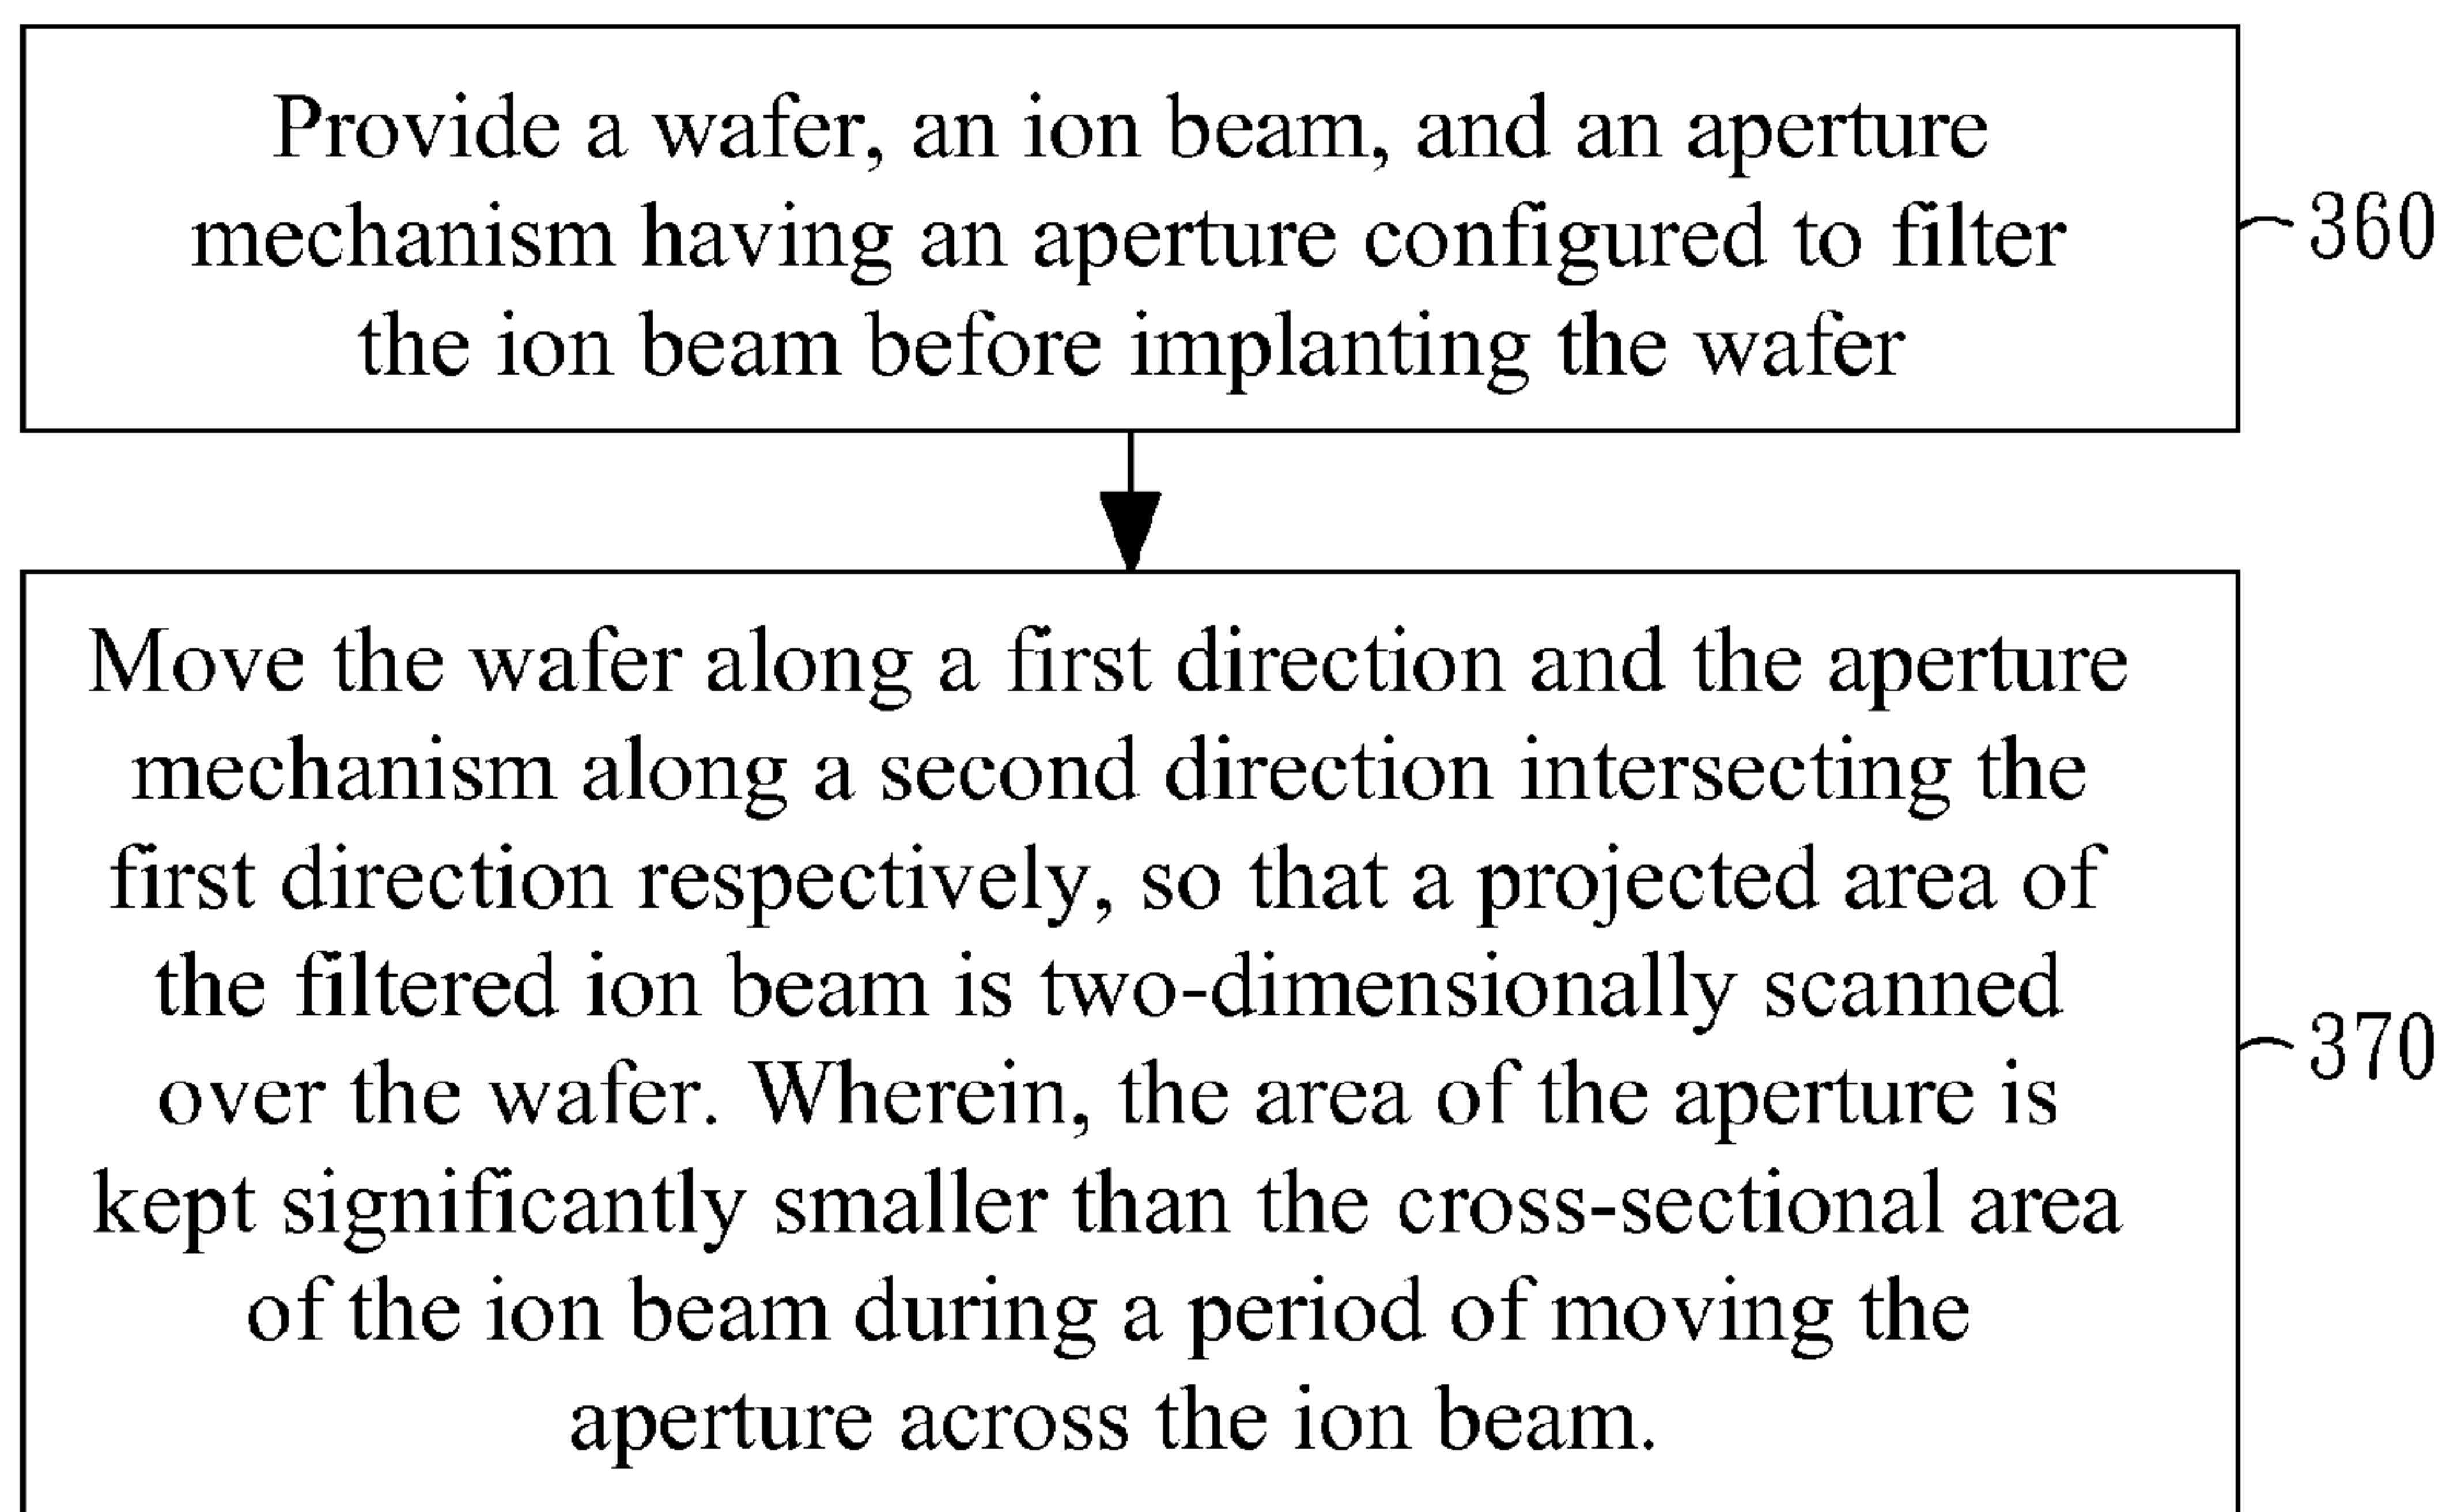 Provide a wafer, an ion beam, and an aperture
mechanism having an aperture configured to filter
the ion beam before implanting the wafer
360
Move the wafer along a first direction and the aperture
mechanism along a second direction intersecting the
first direction respectively, so that a projected area of
the filtered ion beam is two-dimensionally scanned
over the wafer. Wherein, the area of the aperture is
kept significantly smaller than the cross-sectional area
of the ion beam during a period of moving the
aperture across the ion beam.
370